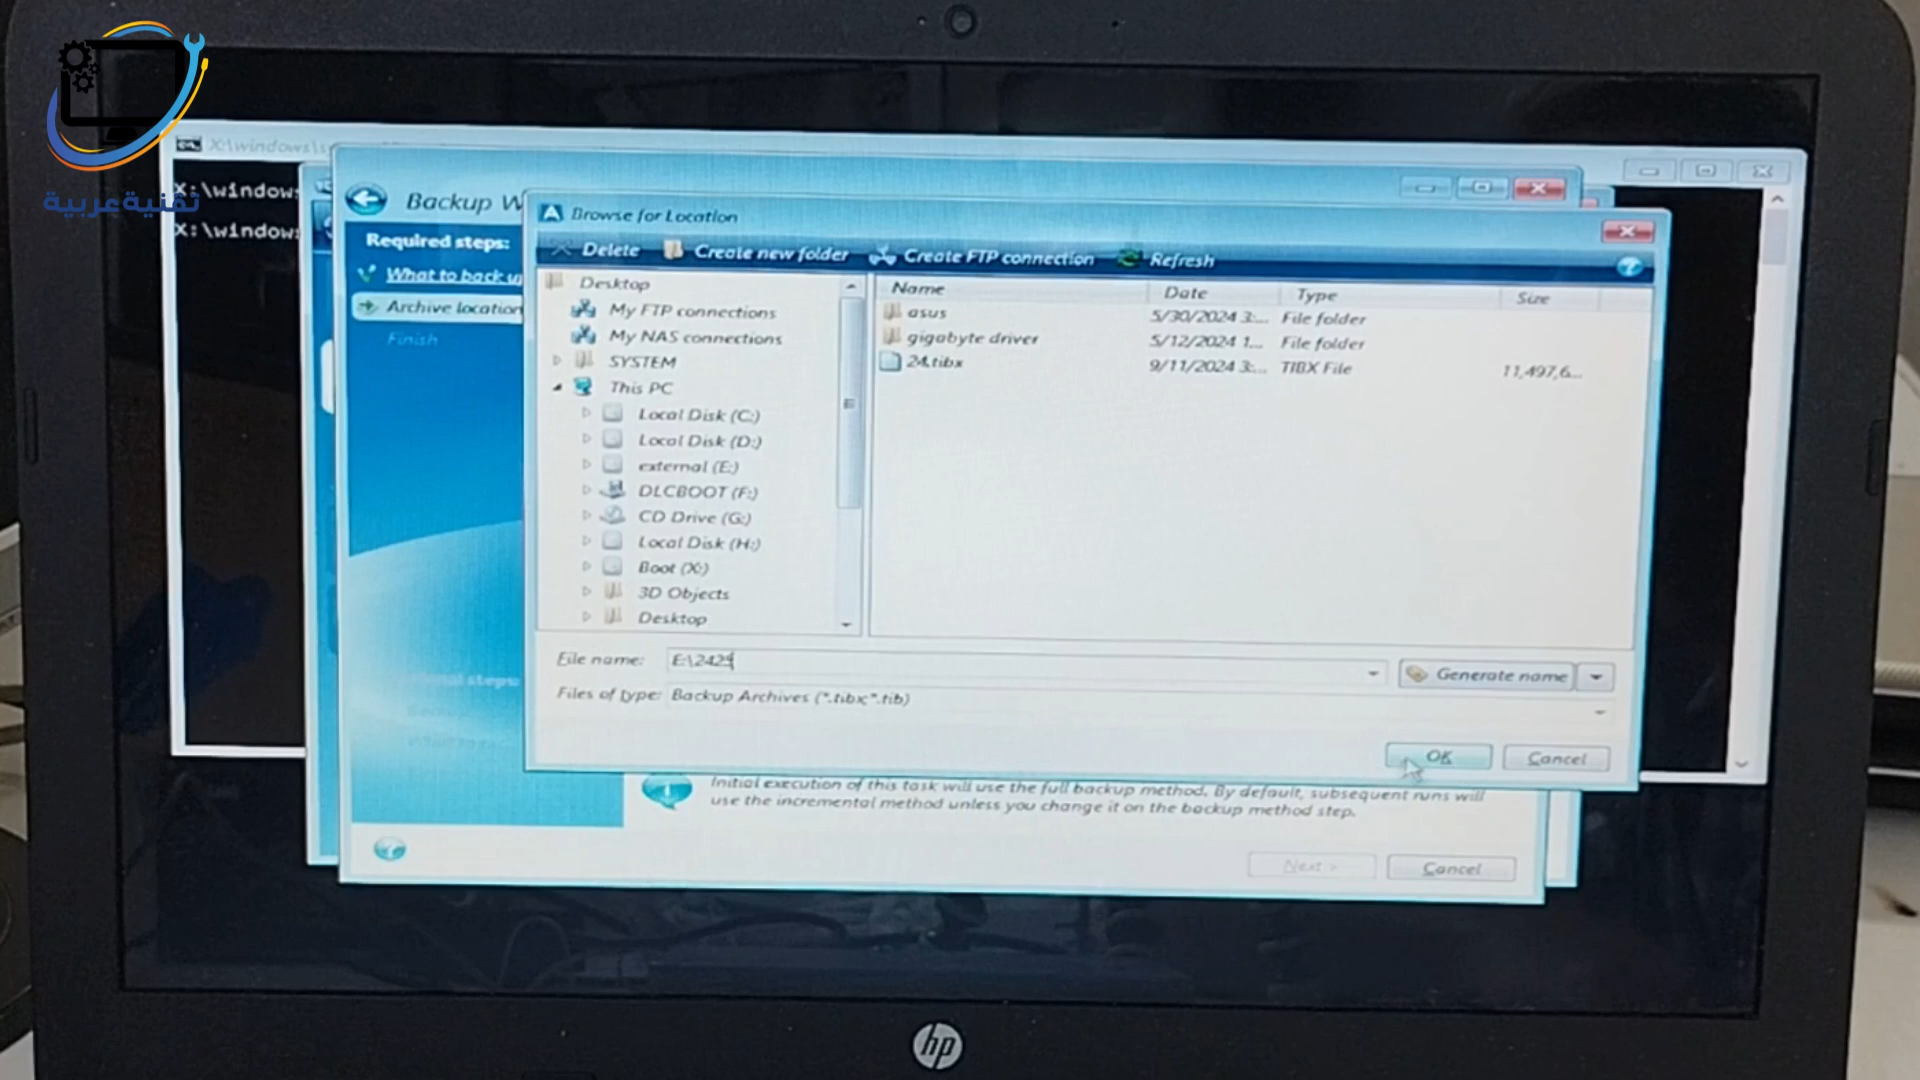 تقنية عربية
X:\windows\s
X:\windows
X:\windows
Backup W
Required steps:
What to back up
Archive location
Finish
Browse for Location
Delete
Create new folder
Create FTP connection
Refresh
Desktop
My FTP connections
My NAS connections
SYSTEM
This PC
Local Disk (C:)
Local Disk (D:)
external (E:)
DLCBOOT (F:)
CD Drive (G:)
Local Disk (H:)
Boot (X:)
3D Objects
Desktop
Name Date Type Size
asus 5/30/2024 3:... File folder
gigabyte driver 5/12/2024 1... File folder
24.tibx 9/11/2024 3:... TIBX File 11,497,6...
File name: E:\2425
Generate name
Files of type: Backup Archives (*.tibx;*.tib)
OK Cancel
Initial execution of this task will use the full backup method. By default, subsequent runs will
use the incremental method unless you change it on the backup method step.
Next >
Cancel
hp